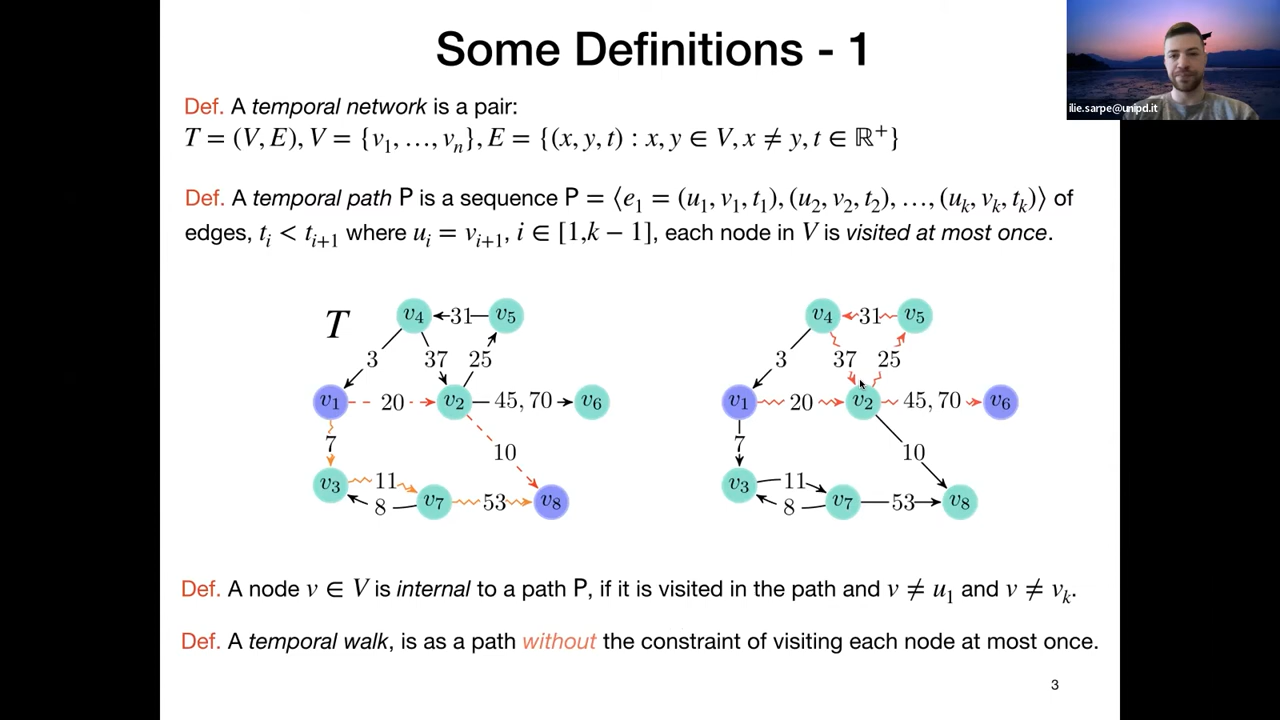 Some Definitions - 1
ilie.sarpe@unipd.it
Def. A temporal network is a pair:
T = (V, E), V = {v₁, …, vₙ}, E = {(x, y, t) : x, y ∈ V, x ≠ y, t ∈ ℝ⁺}
Def. A temporal path P is a sequence P = ⟨e₁ = (u₁, v₁, t₁), (u₂, v₂, t₂), …, (uₖ, vₖ, tₖ)⟩ of
edges, tᵢ < tᵢ₊₁ where uᵢ = vᵢ₊₁, i ∈ [1,k − 1], each node in V is visited at most once.
T
v₄ 31 v₅
3 37 25
v₁ 20 v₂ 45, 70 v₆
7 10
v₃ 11 v₇ 53 v₈
8
v₄ 31 v₅
3 37 25
v₁ 20 v₂ 45, 70 v₆
7 10
v₃ 11 v₇ 53 v₈
8
Def. A node v ∈ V is internal to a path P, if it is visited in the path and v ≠ u₁ and v ≠ vₖ.
Def. A temporal walk, is as a path without the constraint of visiting each node at most once.
3